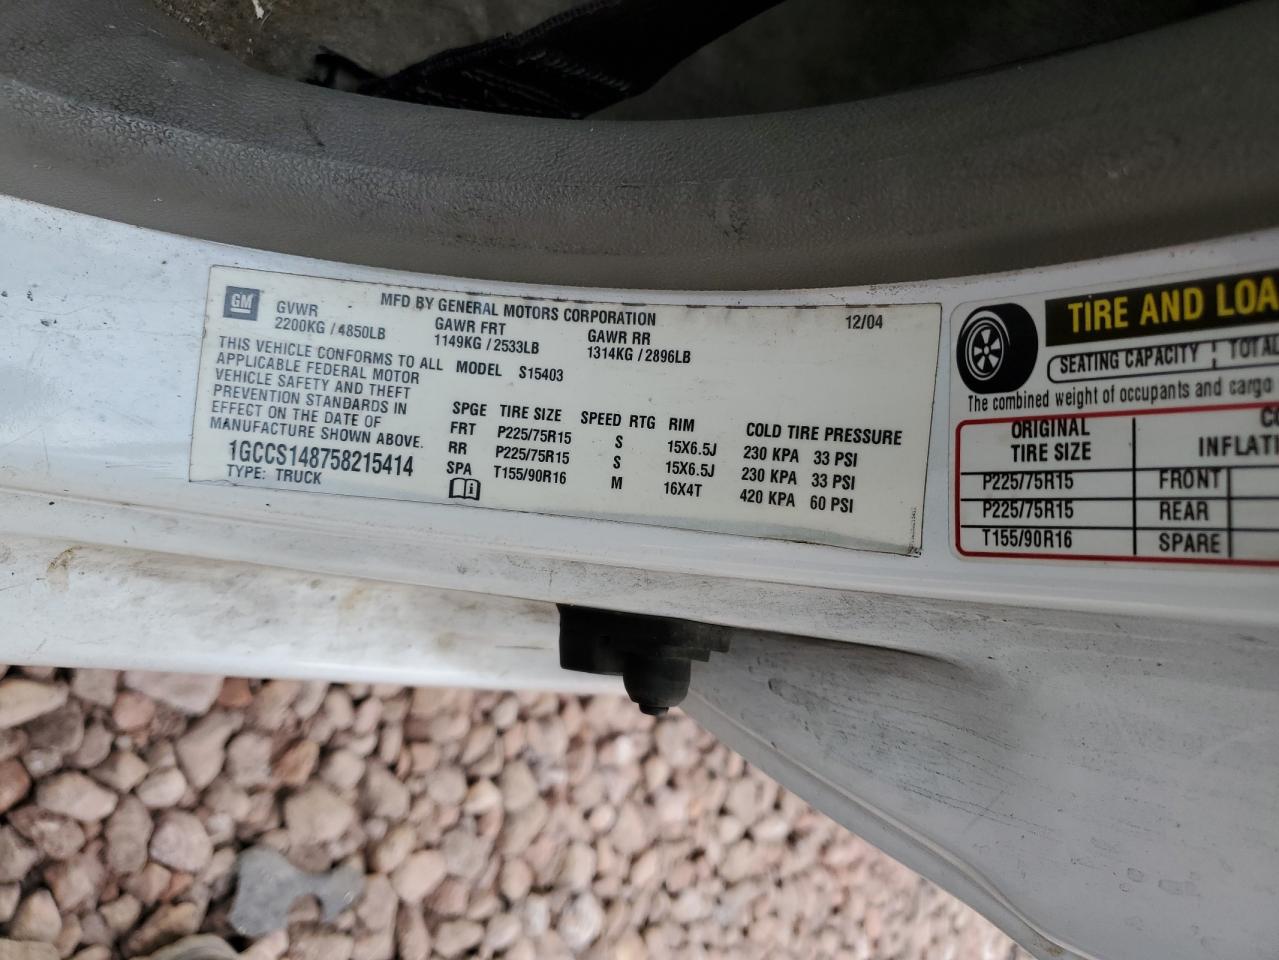 GM
MFD BY GENERAL MOTORS CORPORATION 12/04
GVWR GAWR FRT GAWR RR
2200KG / 4850LB 1149KG / 2533LB 1314KG / 2896LB
THIS VEHICLE CONFORMS TO ALL
APPLICABLE FEDERAL MOTOR
VEHICLE SAFETY AND THEFT
PREVENTION STANDARDS IN
EFFECT ON THE DATE OF
MANUFACTURE SHOWN ABOVE.
1GCCS148758215414
TYPE: TRUCK
MODEL S15403
SPGE TIRE SIZE SPEED RTG RIM COLD TIRE PRESSURE
FRT P225/75R15 S 15X6.5J 230 KPA 33 PSI
RR P225/75R15 S 15X6.5J 230 KPA 33 PSI
SPA T155/90R16 M 16X4T 420 KPA 60 PSI
TIRE AND LOA
SEATING CAPACITY TOTAL
The combined weight of occupants and cargo
ORIGINAL
TIRE SIZE INFLATI
P225/75R15 FRONT
P225/75R15 REAR
T155/90R16 SPARE